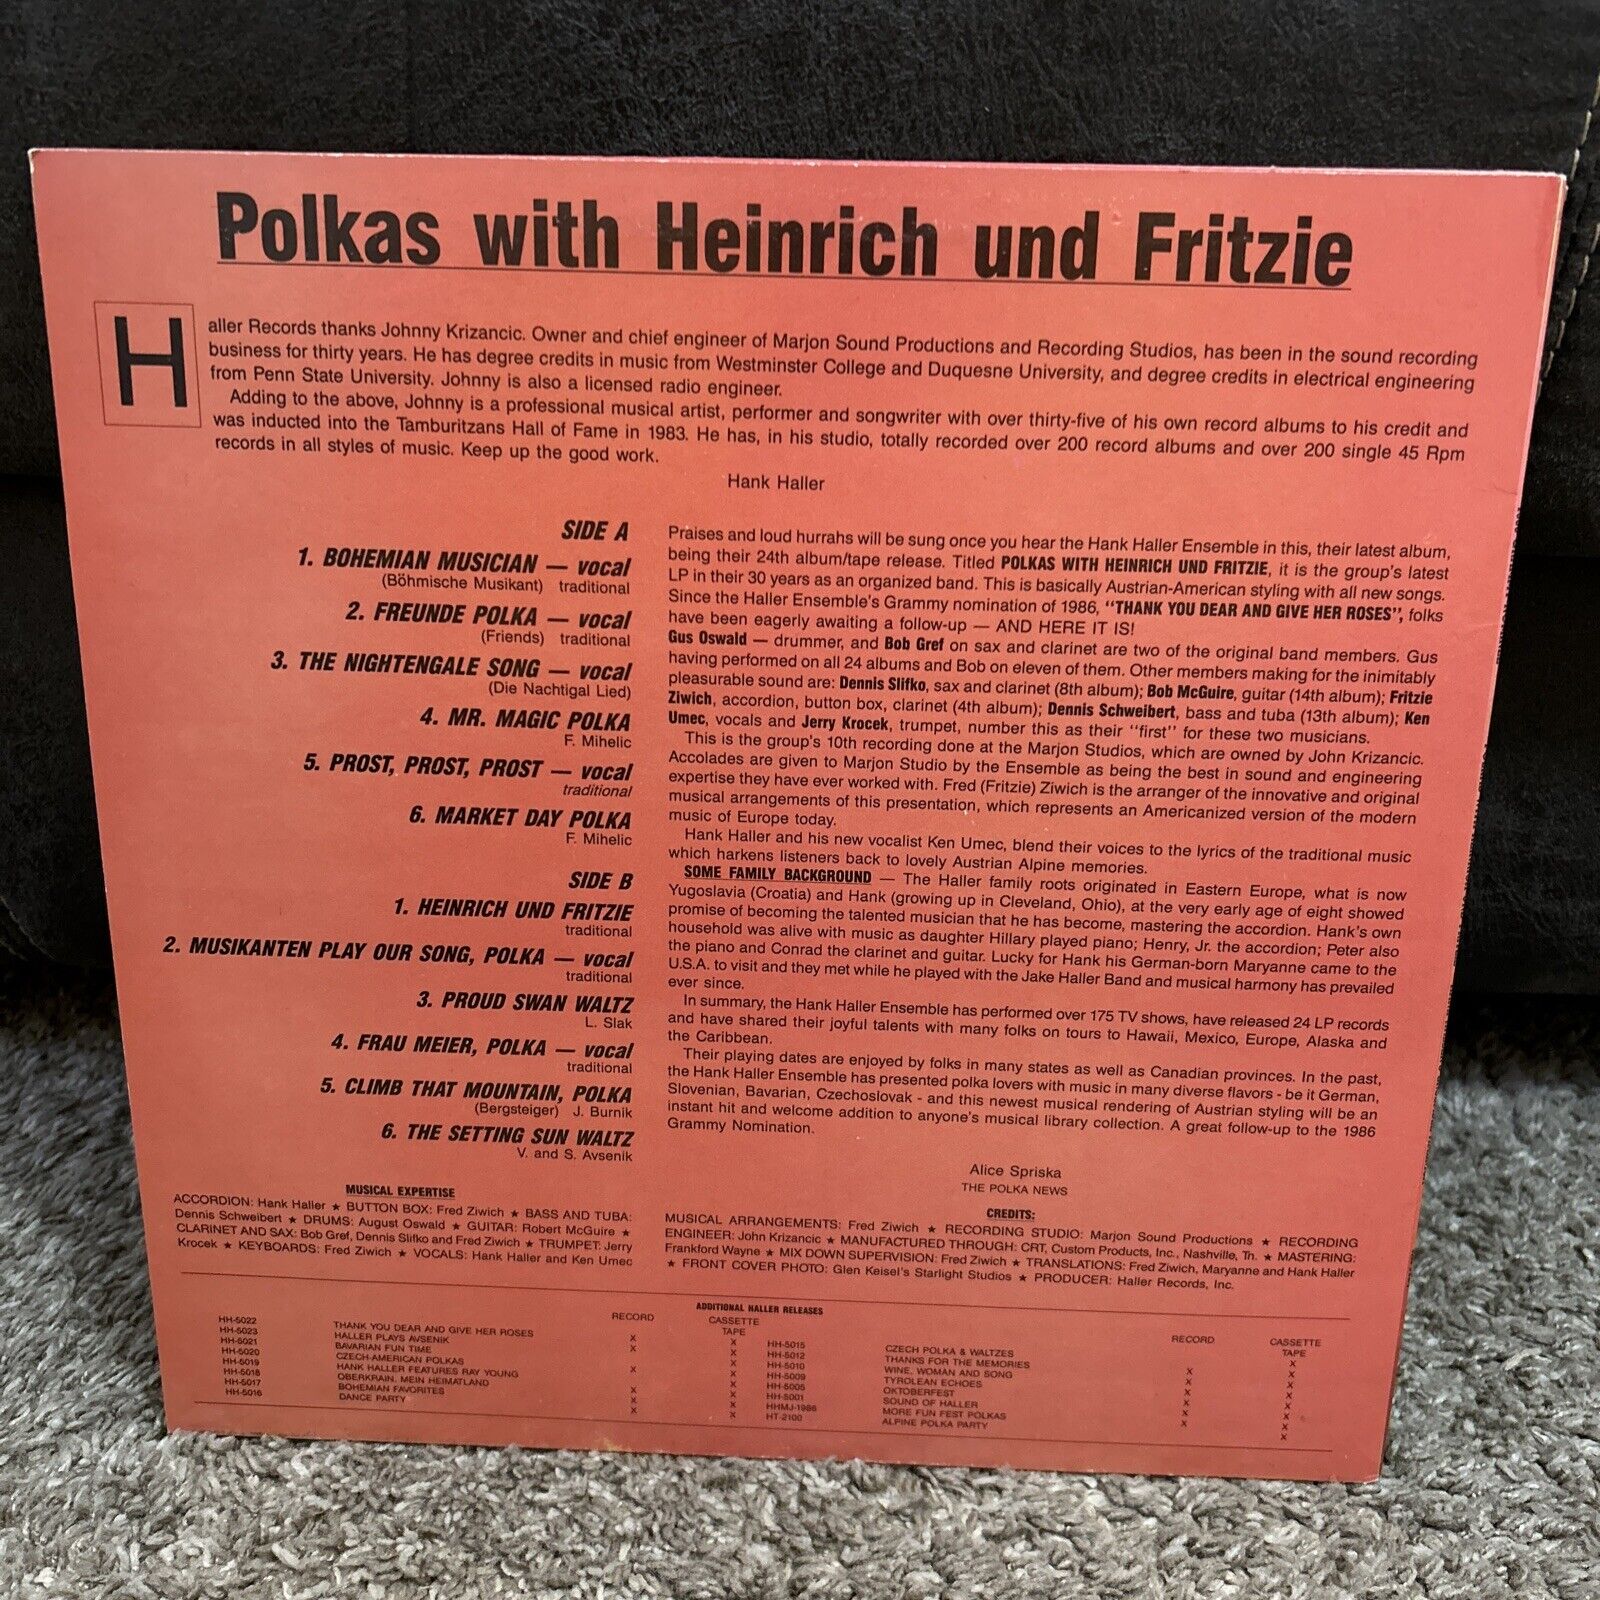 Polkas with Heinrich und Fritzie
Haller Records thanks Johnny Krizancic. Owner and chief engineer of Marjon Sound Productions and Recording Studios, has been in the sound recording
business for thirty years. He has degree credits in music from Westminster College and Duquesne University, and degree credits in electrical engineering
from Penn State University. Johnny is also a licensed radio engineer.
Adding to the above, Johnny is a professional musical artist, performer and songwriter with over thirty-five of his own record albums to his credit and
was inducted into the Tamburitzans Hall of Fame in 1983. He has, in his studio, totally recorded over 200 record albums and over 200 single 45 Rpm
records in all styles of music. Keep up the good work.
Hank Haller
SIDE A
1. BOHEMIAN MUSICIAN — vocal
(Böhmische Musikant) traditional
2. FREUNDE POLKA — vocal
(Friends) traditional
3. THE NIGHTENGALE SONG — vocal
(Die Nachtigal Lied)
4. MR. MAGIC POLKA
F. Mihelic
5. PROST, PROST, PROST — vocal
traditional
6. MARKET DAY POLKA
F. Mihelic
SIDE B
1. HEINRICH UND FRITZIE
traditional
2. MUSIKANTEN PLAY OUR SONG, POLKA — vocal
traditional
3. PROUD SWAN WALTZ
L. Slak
4. FRAU MEIER, POLKA — vocal
traditional
5. CLIMB THAT MOUNTAIN, POLKA
(Bergsteiger) J. Burnik
6. THE SETTING SUN WALTZ
V. and S. Avsenik
MUSICAL EXPERTISE
ACCORDION: Hank Haller ★ BUTTON BOX: Fred Ziwich ★ BASS AND TUBA:
Dennis Schweibert ★ DRUMS: August Oswald ★ GUITAR: Robert McGuire ★
CLARINET AND SAX: Bob Gref, Dennis Slifko and Fred Ziwich ★ TRUMPET: Jerry
Krocek ★ KEYBOARDS: Fred Ziwich ★ VOCALS: Hank Haller and Ken Umec
Praises and loud hurrahs will be sung once you hear the Hank Haller Ensemble in this, their latest album,
being their 24th album/tape release. Titled POLKAS WITH HEINRICH UND FRITZIE, it is the group's latest
LP in their 30 years as an organized band. This is basically Austrian-American styling with all new songs.
Since the Haller Ensemble's Grammy nomination of 1986, "THANK YOU DEAR AND GIVE HER ROSES", folks
have been eagerly awaiting a follow-up — AND HERE IT IS!
Gus Oswald — drummer, and Bob Gref on sax and clarinet are two of the original band members. Gus
having performed on all 24 albums and Bob on eleven of them. Other members making for the inimitably
pleasurable sound are: Dennis Slifko, sax and clarinet (8th album); Bob McGuire, guitar (14th album); Fritzie
Ziwich, accordion, button box, clarinet (4th album); Dennis Schweibert, bass and tuba (13th album); Ken
Umec, vocals and Jerry Krocek, trumpet, number this as their "first" for these two musicians.
This is the group's 10th recording done at the Marjon Studios, which are owned by John Krizancic.
Accolades are given to Marjon Studio by the Ensemble as being the best in sound and engineering
expertise they have ever worked with. Fred (Fritzie) Ziwich is the arranger of the innovative and original
musical arrangements of this presentation, which represents an Americanized version of the modern
music of Europe today.
Hank Haller and his new vocalist Ken Umec, blend their voices to the lyrics of the traditional music
which harkens listeners back to lovely Austrian Alpine memories.
SOME FAMILY BACKGROUND — The Haller family roots originated in Eastern Europe, what is now
Yugoslavia (Croatia) and Hank (growing up in Cleveland, Ohio), at the very early age of eight showed
promise of becoming the talented musician that he has become, mastering the accordion. Hank's own
household was alive with music as daughter Hillary played piano; Henry, Jr. the accordion; Peter also
the piano and Conrad the clarinet and guitar. Lucky for Hank his German-born Maryanne came to the
U.S.A. to visit and they met while he played with the Jake Haller Band and musical harmony has prevailed
ever since.
In summary, the Hank Haller Ensemble has performed over 175 TV shows, have released 24 LP records
and have shared their joyful talents with many folks on tours to Hawaii, Mexico, Europe, Alaska and
the Caribbean.
Their playing dates are enjoyed by folks in many states as well as Canadian provinces. In the past,
the Hank Haller Ensemble has presented polka lovers with music in many diverse flavors - be it German,
Slovenian, Bavarian, Czechoslovak - and this newest musical rendering of Austrian styling will be an
instant hit and welcome addition to anyone's musical library collection. A great follow-up to the 1986
Grammy Nomination.
Alice Spriska
THE POLKA NEWS
CREDITS:
MUSICAL ARRANGEMENTS: Fred Ziwich ★ RECORDING STUDIO: Marjon Sound Productions ★ RECORDING
ENGINEER: John Krizancic ★ MANUFACTURED THROUGH: CRT, Custom Products, Inc., Nashville, Tn. ★ MASTERING:
Frankford Wayne ★ MIX DOWN SUPERVISION: Fred Ziwich ★ TRANSLATIONS: Fred Ziwich, Maryanne and Hank Haller
★ FRONT COVER PHOTO: Glen Keisel's Starlight Studios ★ PRODUCER: Haller Records, Inc.
ADDITIONAL HALLER RELEASES
RECORD CASSETTE TAPE
HH-5022 THANK YOU DEAR AND GIVE HER ROSES x x
HH-5023 HALLER PLAYS AVSENIK x x
HH-5021 BAVARIAN FUN TIME x
HH-5020 CZECH-AMERICAN POLKAS x x
HH-5019 HANK HALLER FEATURES RAY YOUNG x
HH-5018 OBERKRAIN, MEIN HEIMATLAND x x
HH-5017 BOHEMIAN FAVORITES x x
HH-5016 DANCE PARTY x x
RECORD CASSETTE TAPE
HH-5015 CZECH POLKA & WALTZES x
HH-5012 THANKS FOR THE MEMORIES x x
HH-5010 WINE, WOMAN AND SONG x x
HH-5009 TYROLEAN ECHOES x x
HH-5005 OKTOBERFEST x x
HH-5001 SOUND OF HALLER x x
HHMJ-1986 MORE FUN FEST POLKAS x x
HT-2100 ALPINE POLKA PARTY x